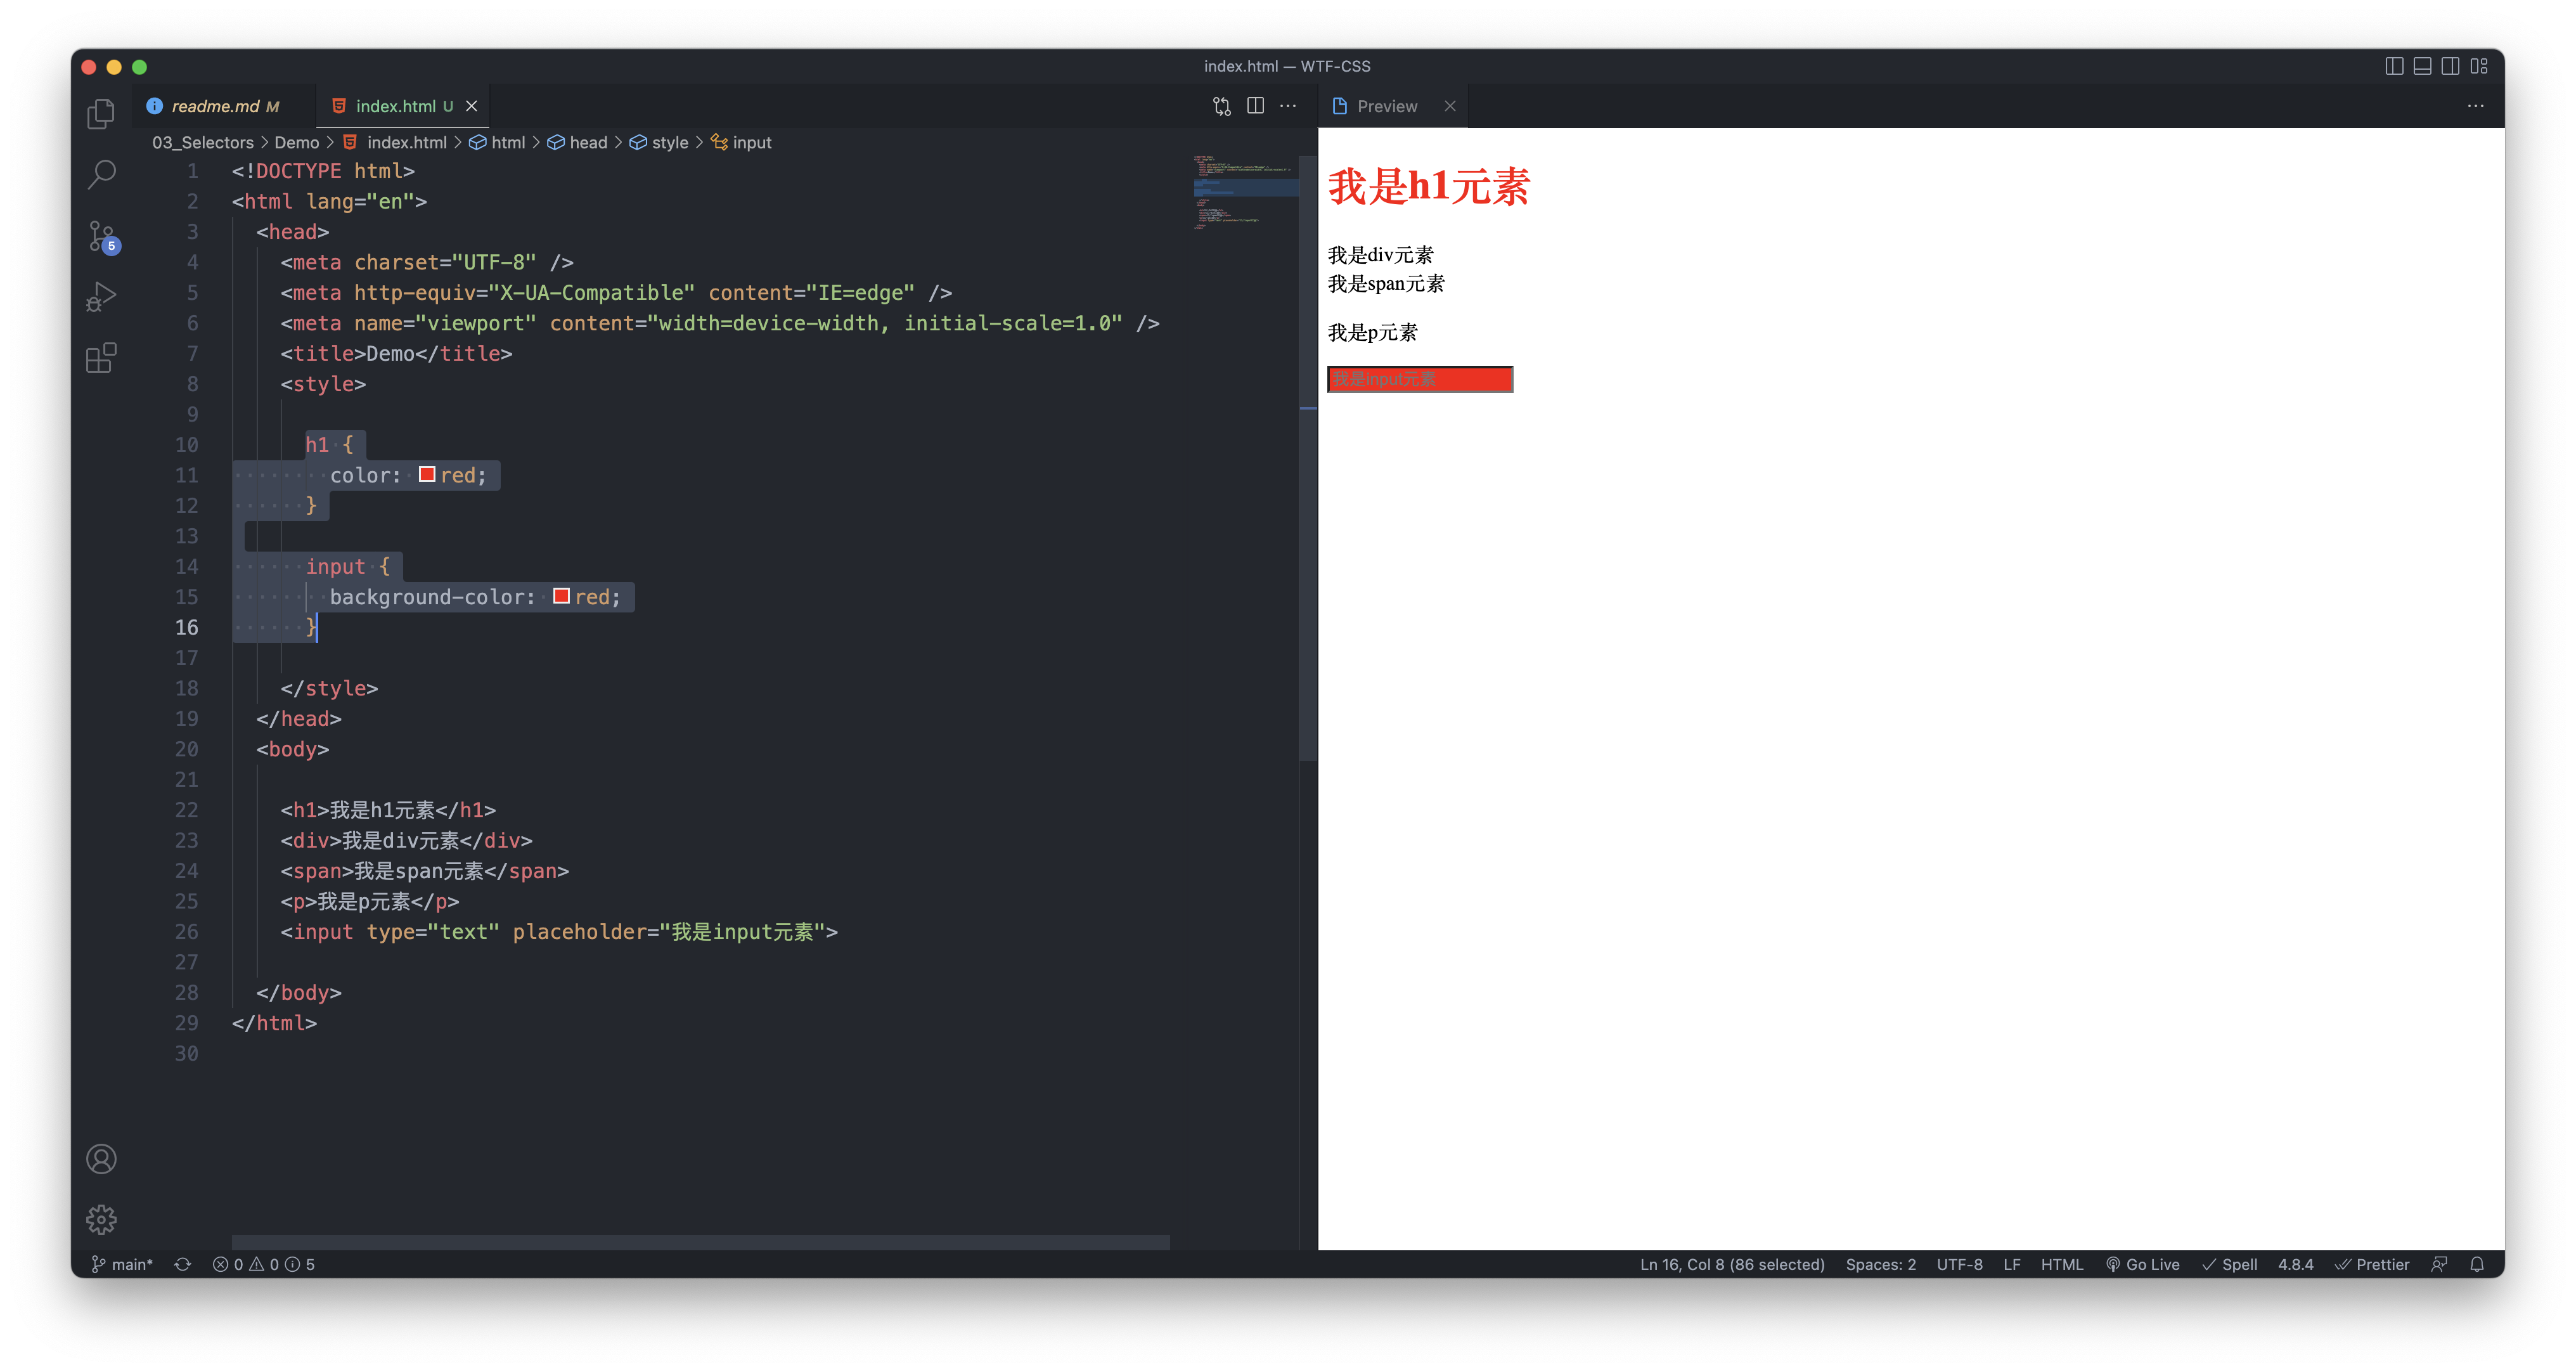 index.html — WTF-CSS
readme.md M
index.html U
Preview
03_Selectors > Demo > index.html > html > head > style > input
1 <!DOCTYPE html>
2 <html lang="en">
3 <head>
4 <meta charset="UTF-8" />
5 <meta http-equiv="X-UA-Compatible" content="IE=edge" />
6 <meta name="viewport" content="width=device-width, initial-scale=1.0" />
7 <title>Demo</title>
8 <style>
9
10 h1 {
11 color: red;
12 }
13
14 input {
15 background-color: red;
16 }
17
18 </style>
19 </head>
20 <body>
21
22 <h1>我是h1元素</h1>
23 <div>我是div元素</div>
24 <span>我是span元素</span>
25 <p>我是p元素</p>
26 <input type="text" placeholder="我是input元素">
27
28 </body>
29 </html>
30
5
我是h1元素
我是div元素
我是span元素
我是p元素
我是input元素
main* 0 0 5
Ln 16, Col 8 (86 selected) Spaces: 2 UTF-8 LF HTML Go Live Spell 4.8.4 Prettier